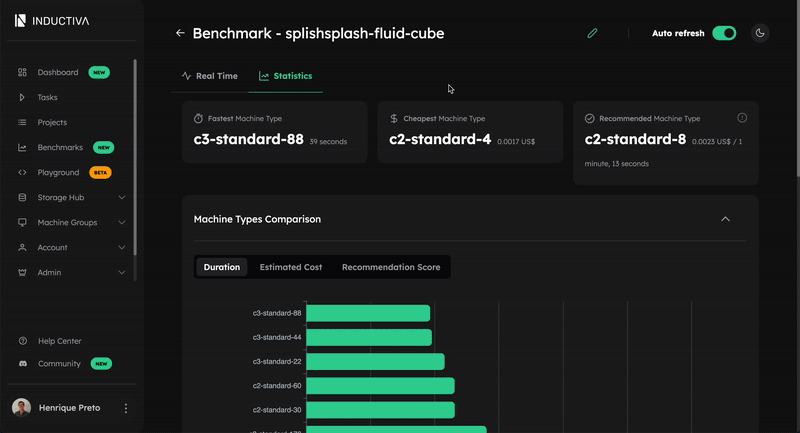 INDUCTIVA
Benchmark - splishsplash-fluid-cube
Auto refresh
Dashboard NEW
Tasks
Projects
Benchmarks NEW
Playground BETA
Storage Hub
Machine Groups
Account
Admin
Help Center
Community NEW
Henrique Preto
Real Time
Statistics
Fastest Machine Type
c3-standard-88 39 seconds
Cheapest Machine Type
c2-standard-4 0.0017 US$
Recommended Machine Type
c2-standard-8 0.0023 US$ / 1
minute, 13 seconds
Machine Types Comparison
Duration
Estimated Cost
Recommendation Score
c3-standard-88
c3-standard-44
c3-standard-22
c2-standard-60
c2-standard-30